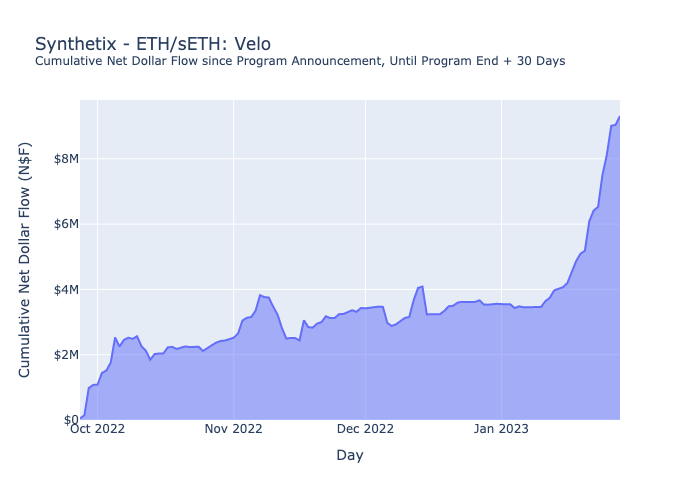 Synthetix - ETH/sETH: Velo
Cumulative Net Dollar Flow since Program Announcement, Until Program End + 30 Days
Cumulative Net Dollar Flow (N$F)
$8M
$6M
$4M
$2M
$0
Oct 2022
Nov 2022
Dec 2022
Jan 2023
Day